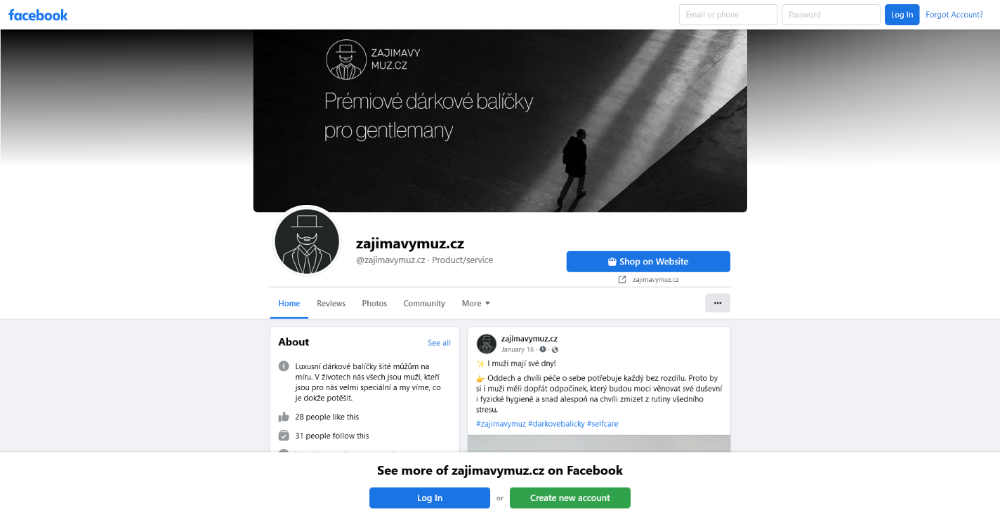 facebook
Email or phone
Password
Log In
Forgot Account?
ZAJIMAVY
MUZ.CZ
Prémiové dárkové balíčky
pro gentlemany
zajimavymuz.cz
@zajimavymuz.cz · Product/service
Shop on Website
zajimavymuz.cz
Home
Reviews
Photos
Community
More
About
See all
Luxusní dárkové balíčky šité můžům na
míru. V životech nás všech jsou muži, kteří
jsou pro nás velmi speciální a my víme, co
je dokže potěšit.
28 people like this
31 people follow this
zajimavymuz.cz
January 16 ·
✨ I muži mají své dny!
👉 Oddech a chvíli péče o sebe potřebuje každý bez rozdílu. Proto by
si i muži měli dopřát odpočinek, který budou moci věnovat své duševní
i fyzické hygieně a snad alespoň na chvíli zmizet z rutiny všedního
stresu.
#zajimavymuz #darkovebalicky #selfcare
See more of zajimavymuz.cz on Facebook
Log In
or
Create new account